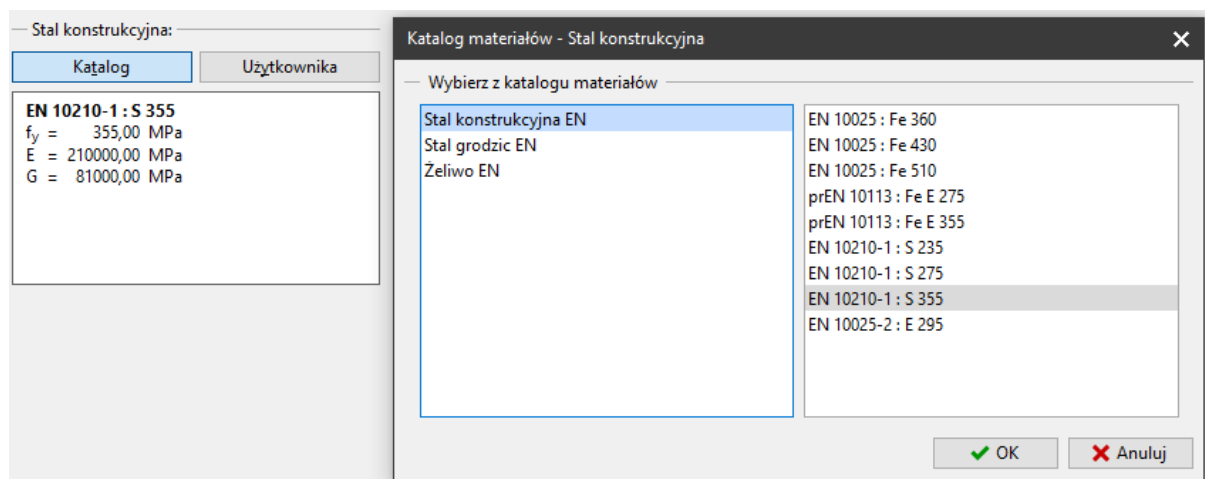 Stal konstrukcyjna:
Katalog
Użytkownika
EN 10210-1 : S 355
fy = 355,00 MPa
E = 210000,00 MPa
G = 81000,00 MPa
Katalog materiałów - Stal konstrukcyjna
Wybierz z katalogu materiałów
Stal konstrukcyjna EN
Stal grodzic EN
Żeliwo EN
EN 10025 : Fe 360
EN 10025 : Fe 430
EN 10025 : Fe 510
prEN 10113 : Fe E 275
prEN 10113 : Fe E 355
EN 10210-1 : S 235
EN 10210-1 : S 275
EN 10210-1 : S 355
EN 10025-2 : E 295
OK
Anuluj